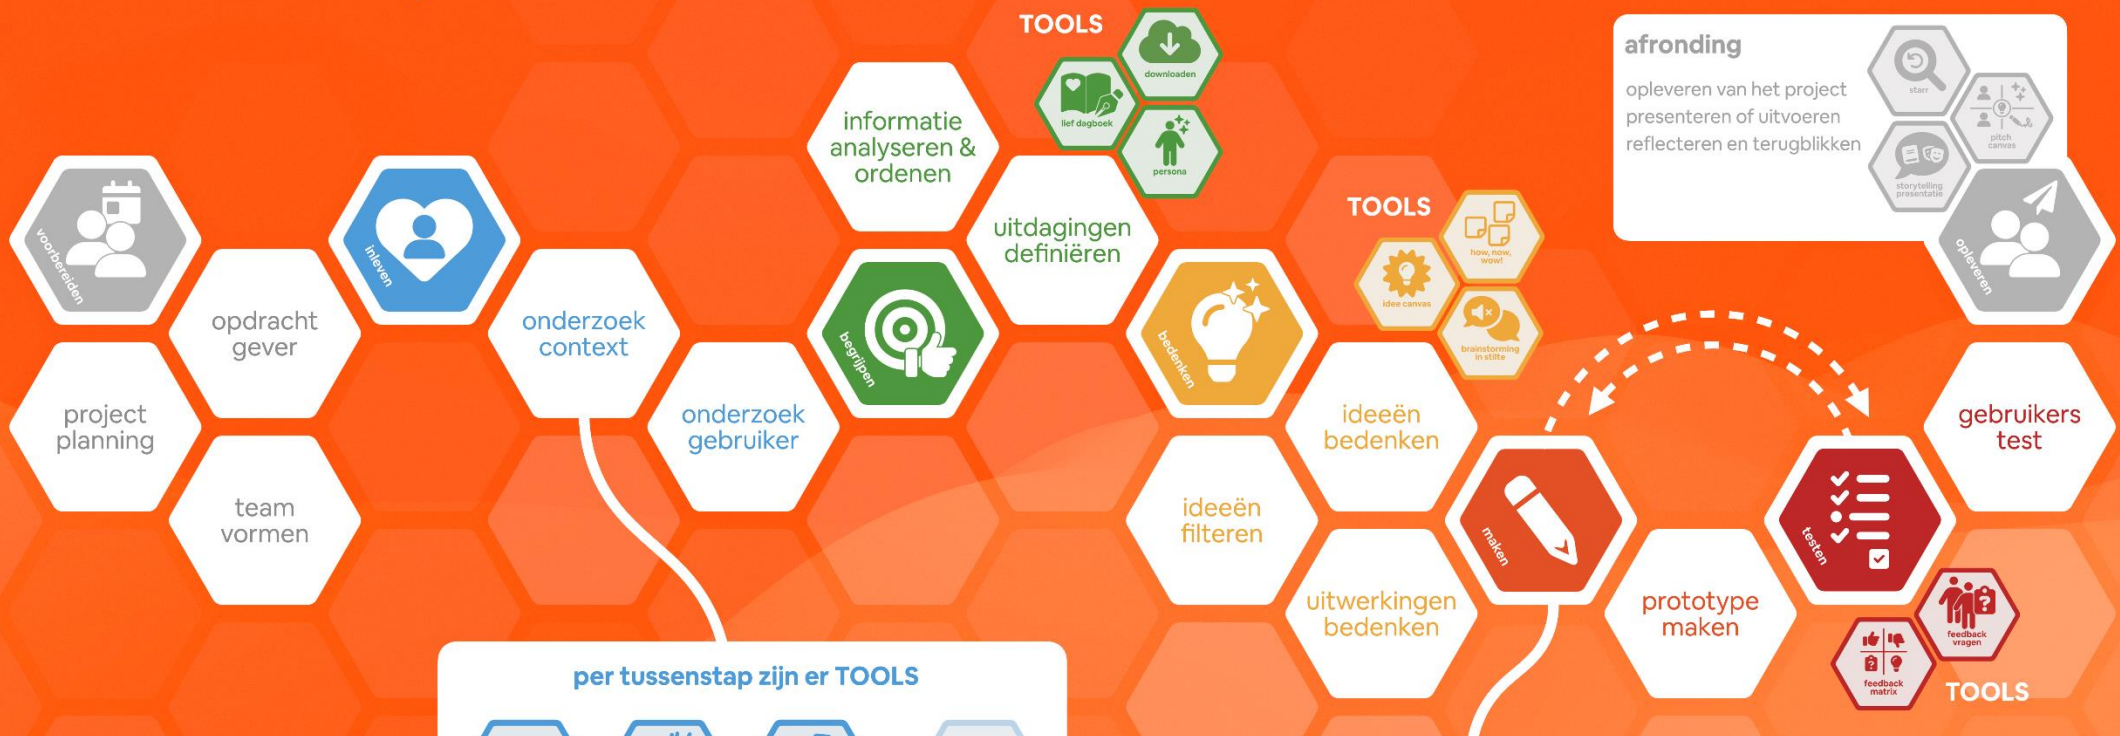 voorbereiden
opdracht
gever
project
planning
team
vormen
inleven
onderzoek
context
onderzoek
gebruiker
per tussenstap zijn er TOOLS
begrijpen
informatie
analyseren &
ordenen
uitdagingen
definiëren
TOOLS
downloaden
lief dagboek
persona
bedenken
ideeën
bedenken
ideeën
filteren
uitwerkingen
bedenken
TOOLS
how, now,
wow!
idee canvas
brainstorming
in stilte
maken
prototype
maken
testen
gebruikers
test
feedback
vragen
feedback
matrix
TOOLS
opleveren
afronding
opleveren van het project
presenteren of uitvoeren
reflecteren en terugblikken
starr
pitch
canvas
storytelling
presentatie